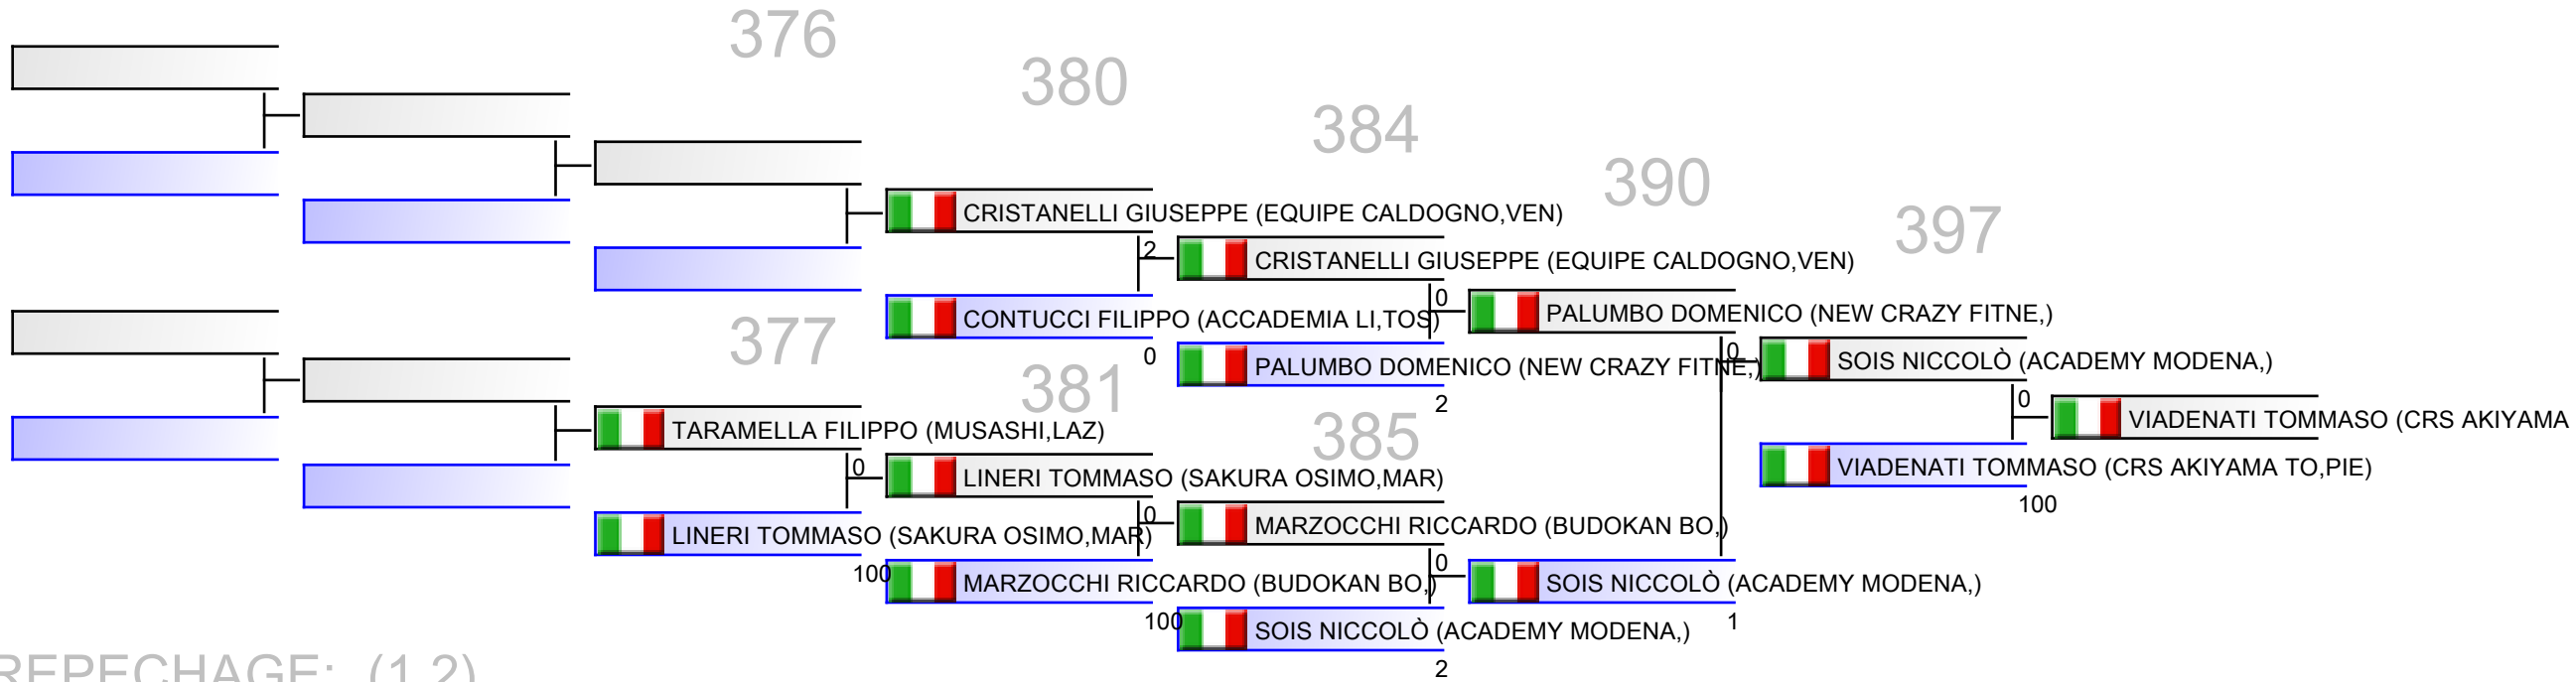 376
380
384
390
397
CRISTANELLI GIUSEPPE (EQUIPE CALDOGNO,VEN)
2
CRISTANELLI GIUSEPPE (EQUIPE CALDOGNO,VEN)
0
CONTUCCI FILIPPO (ACCADEMIA LI,TOS)
0
PALUMBO DOMENICO (NEW CRAZY FITNE,)
PALUMBO DOMENICO (NEW CRAZY FITNE,)
2
0
SOIS NICCOLÒ (ACADEMY MODENA,)
0
VIADENATI TOMMASO (CRS AKIYAMA
VIADENATI TOMMASO (CRS AKIYAMA TO,PIE)
100
377
381
385
TARAMELLA FILIPPO (MUSASHI,LAZ)
0
LINERI TOMMASO (SAKURA OSIMO,MAR)
LINERI TOMMASO (SAKURA OSIMO,MAR)
100
0
MARZOCCHI RICCARDO (BUDOKAN BO,)
MARZOCCHI RICCARDO (BUDOKAN BO,)
100
0
SOIS NICCOLÒ (ACADEMY MODENA,)
1
SOIS NICCOLÒ (ACADEMY MODENA,)
2
REPECHAGE: (1,2)